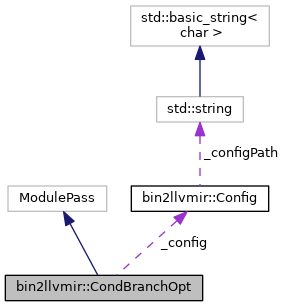 std::basic_string<
char >
std::string
_configPath
ModulePass
bin2llvmir::Config
_config
bin2llvmir::CondBranchOpt